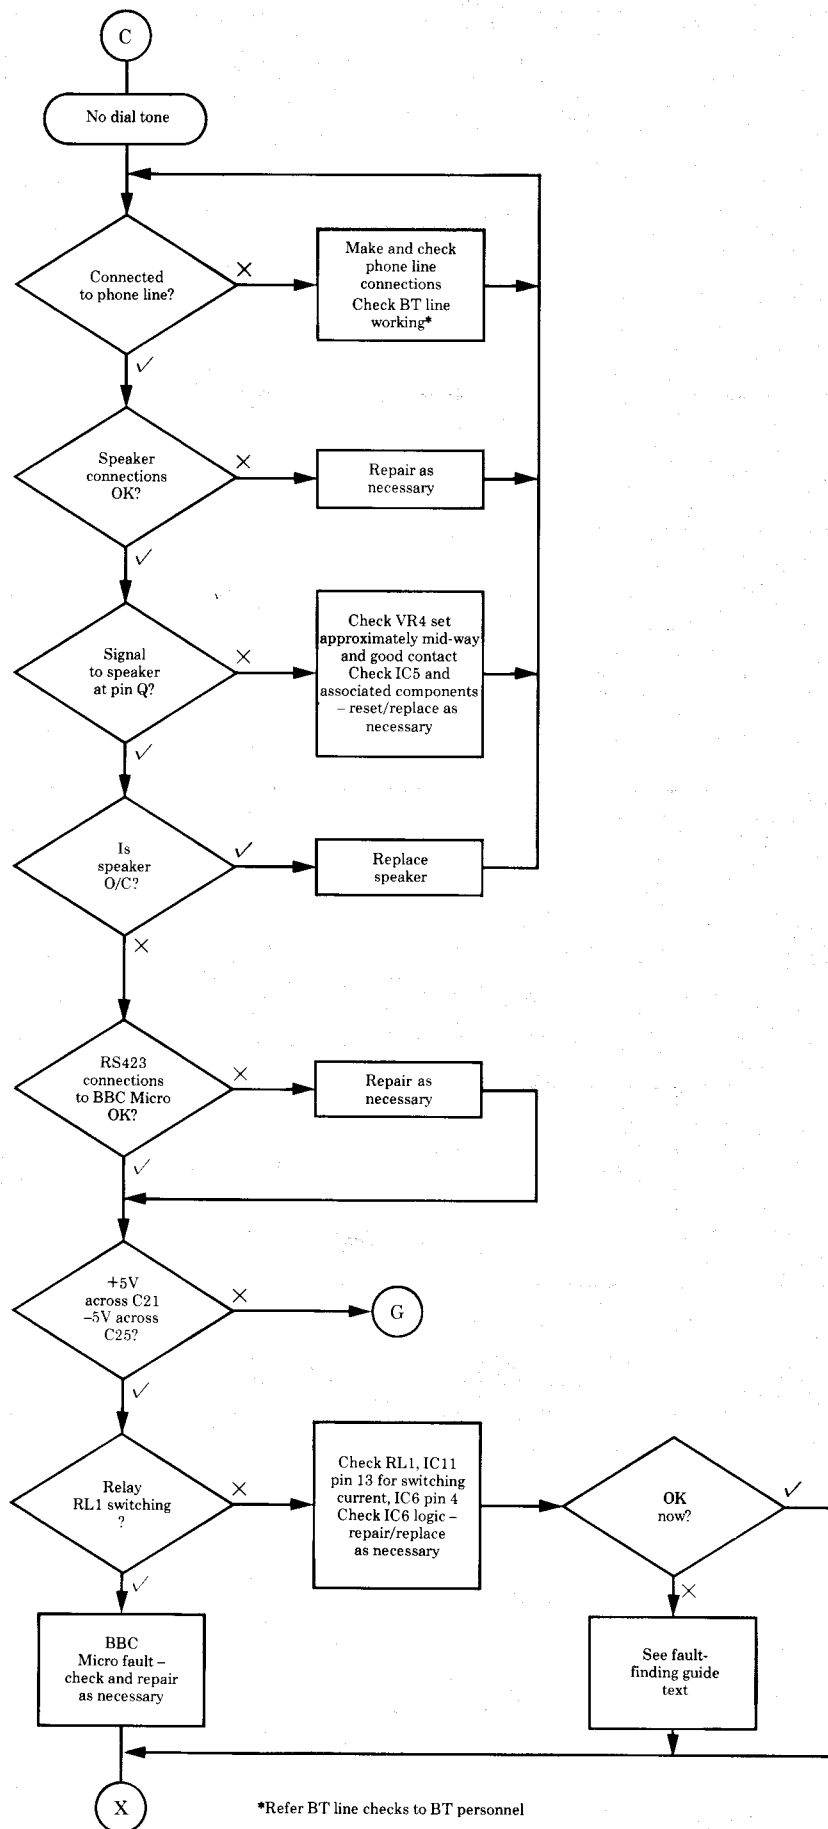 C
No dial tone
Connected
to phone line?
×
Make and check
phone line
connections
Check BT line
working*
✓
Speaker
connections
OK?
×
Repair as
necessary
✓
Signal
to speaker
at pin Q?
×
Check VR4 set
approximately mid-way
and good contact
Check IC5 and
associated components
– reset/replace as
necessary
✓
Is
speaker
O/C?
✓
Replace
speaker
×
RS423
connections
to BBC Micro
OK?
×
Repair as
necessary
✓
+5V
across C21
–5V across
C25?
×
G
✓
Relay
RL1 switching
?
×
Check RL1, IC11
pin 13 for switching
current, IC6 pin 4
Check IC6 logic –
repair/replace
as necessary
OK
now?
✓
✓
×
BBC
Micro fault –
check and repair
as necessary
See fault-
finding guide
text
X
*Refer BT line checks to BT personnel